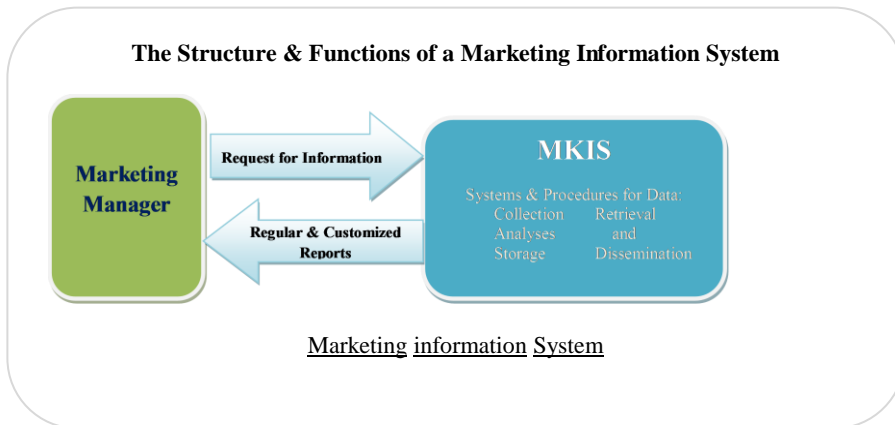 The Structure & Functions of a Marketing Information System
Marketing
Manager
Request for Information
Regular & Customized
Reports
MKIS
Systems & Procedures for Data:
Collection Retrieval
Analyses and
Storage Dissemination
Marketing information System